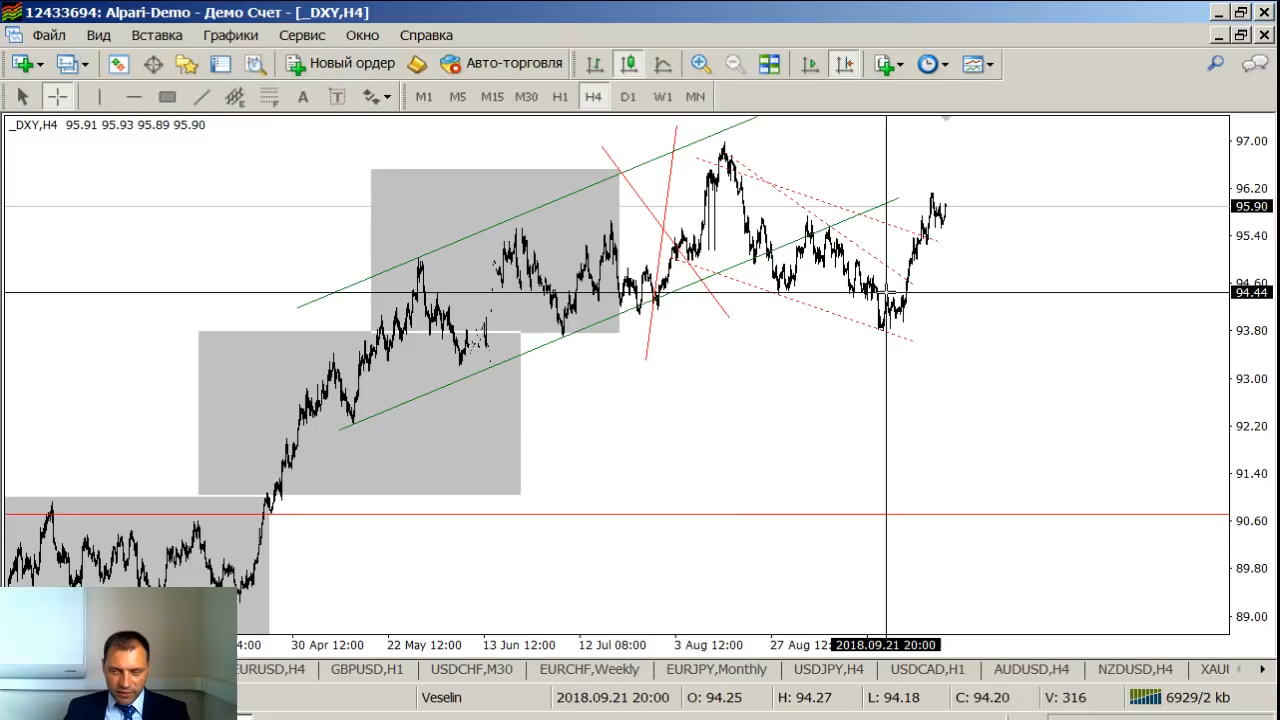 12433694: Alpari-Demo - Демо Счет - [_DXY,H4]
Файл Вид Вставка Графики Сервис Окно Справка
Новый ордер Авто-торговля
A T M1 M5 M15 M30 H1 H4 D1 W1 MN
_DXY,H4 95.91 95.93 95.89 95.90
97.00
96.20
95.90
95.40
94.60
94.44
93.80
93.00
92.20
91.40
90.60
89.80
89.00
4:00 30 Apr 12:00 22 May 12:00 13 Jun 12:00 12 Jul 08:00 3 Aug 12:00 27 Aug 12: 2018.09.21 20:00
EURUSD,H4 GBPUSD,H1 USDCHF,M30 EURCHF,Weekly EURJPY,Monthly USDJPY,H4 USDCAD,H1 AUDUSD,H4 NZDUSD,H4 XAU
Veselin 2018.09.21 20:00 O: 94.25 H: 94.27 L: 94.18 C: 94.20 V: 316 6929/2 kb